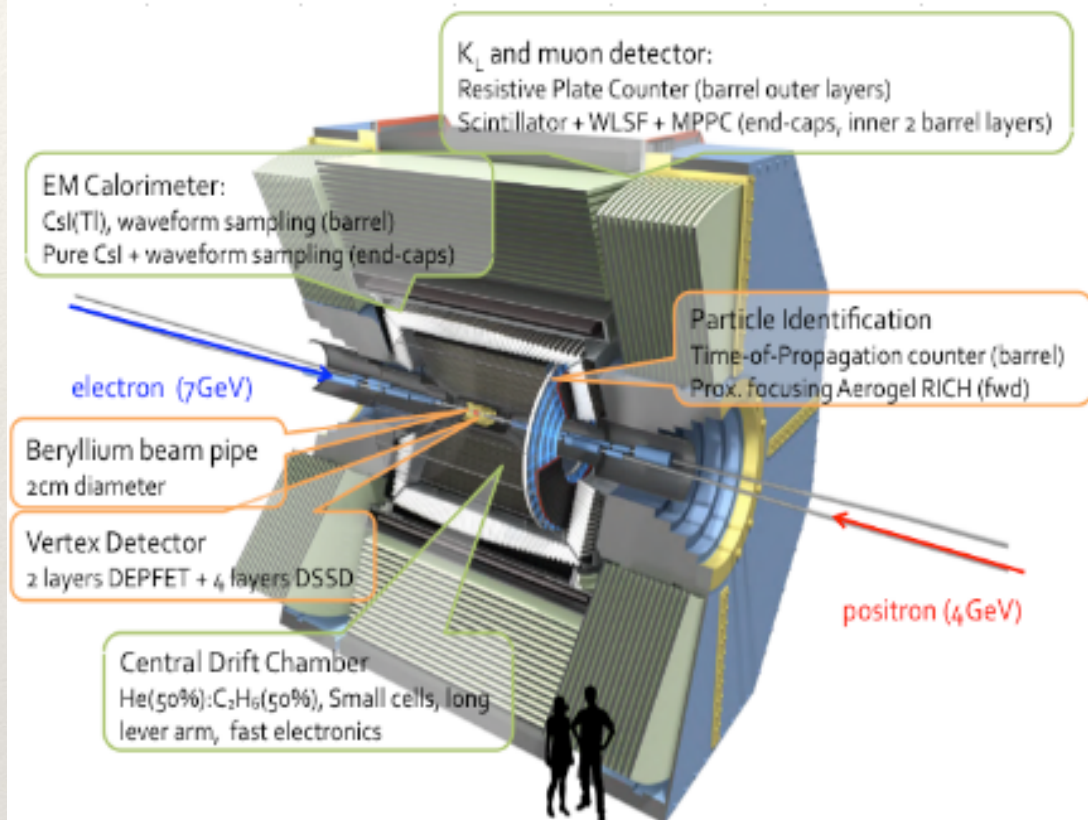 K_L and muon detector:
Resistive Plate Counter (barrel outer layers)
Scintillator + WLSF + MPPC (end-caps, inner 2 barrel layers)
EM Calorimeter:
CsI(Tl), waveform sampling (barrel)
Pure CsI + waveform sampling (end-caps)
Particle Identification
Time-of-Propagation counter (barrel)
Prox. focusing Aerogel RICH (fwd)
electron (7GeV)
Beryllium beam pipe
2cm diameter
Vertex Detector
2 layers DEPFET + 4 layers DSSD
positron (4GeV)
Central Drift Chamber
He(50%):C₂H₆(50%), Small cells, long
lever arm, fast electronics